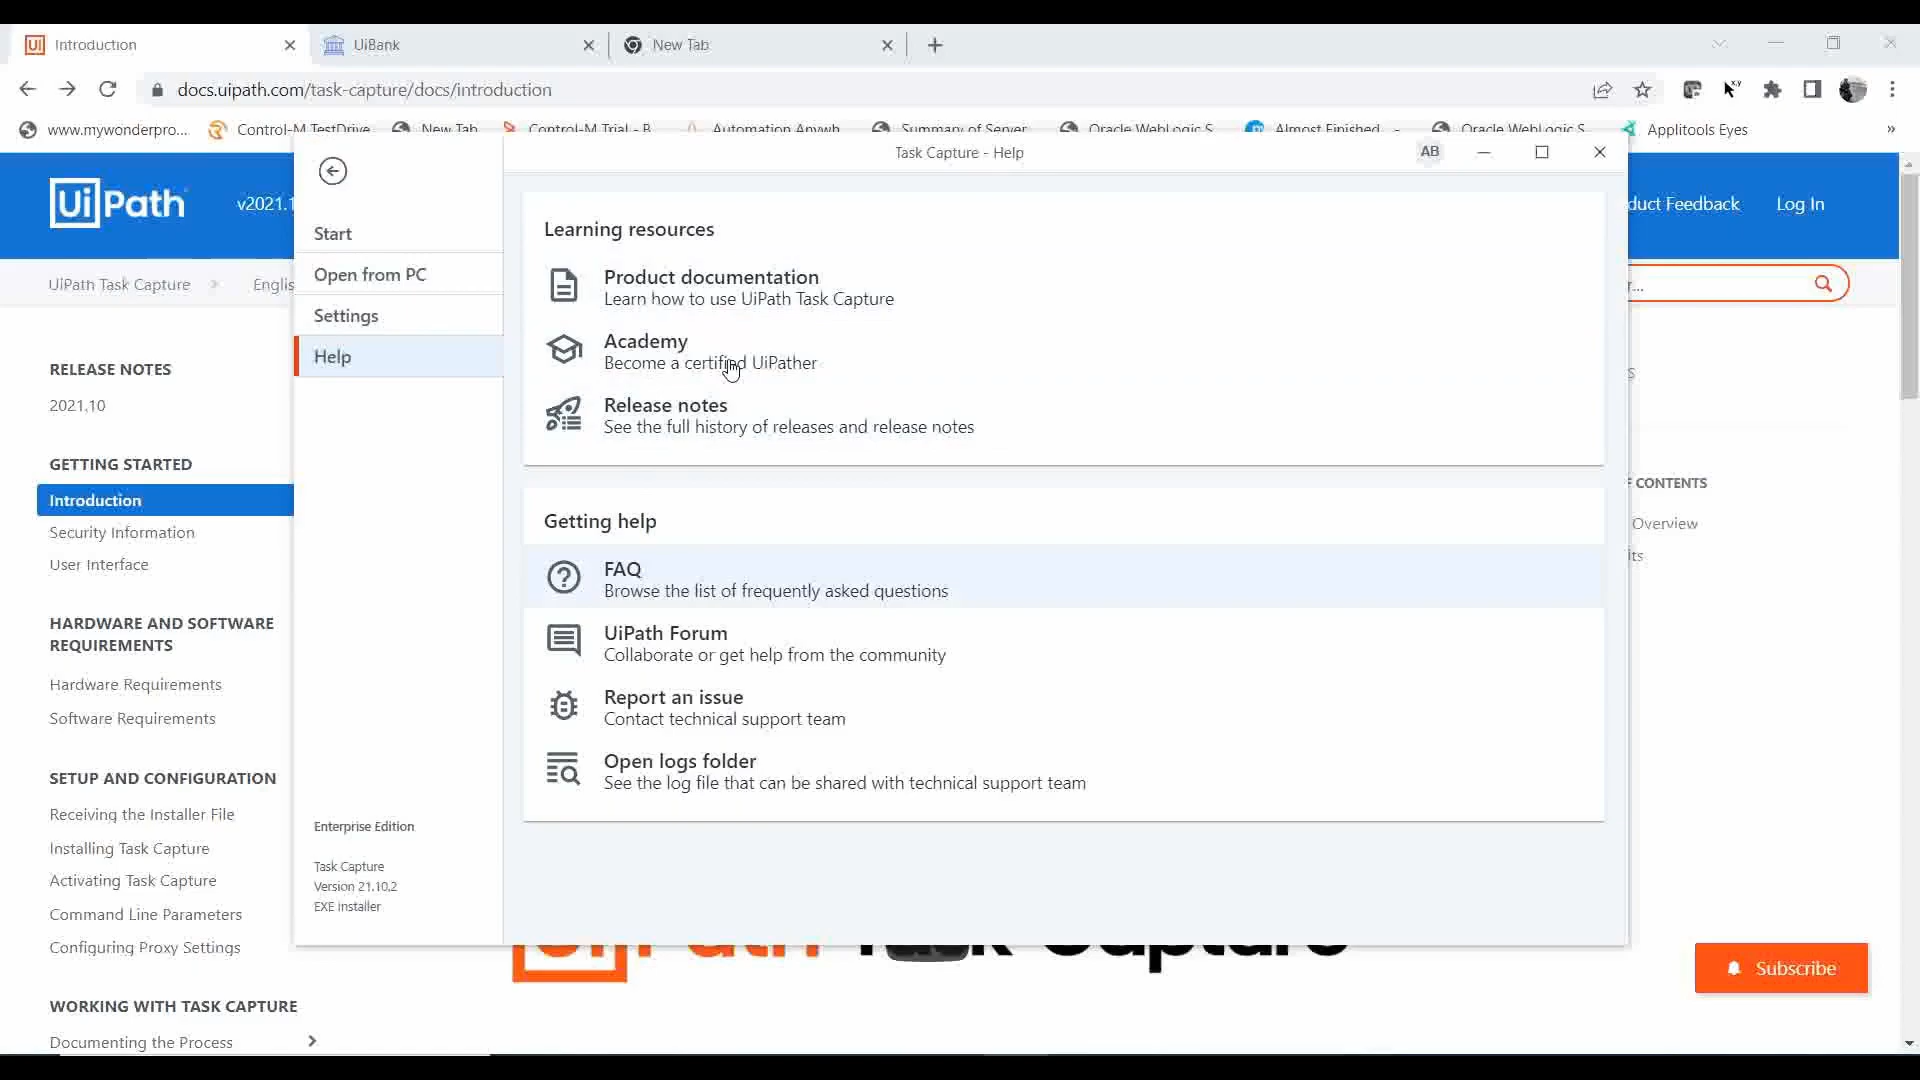 Introduction
UiBank
New Tab
docs.uipath.com/task-capture/docs/introduction
www.mywonderpro...
Control-M TestDrive
New Tab
Control-M Trial - B
Automation Anywh
Summary of Server
Oracle WebLogic S
Almost Finished -
Oracle WebLogic S
Applitools Eyes
»
Task Capture - Help
AB
UiPath
v2021.1
duct Feedback
Log In
UiPath Task Capture
Englis
r...
Start
Open from PC
Settings
Help
Learning resources
Product documentation
Learn how to use UiPath Task Capture
Academy
Become a certified UiPather
Release notes
See the full history of releases and release notes
Getting help
FAQ
Browse the list of frequently asked questions
UiPath Forum
Collaborate or get help from the community
Report an issue
Contact technical support team
Open logs folder
See the log file that can be shared with technical support team
Enterprise Edition
Task Capture
Version 21.10.2
EXE installer
RELEASE NOTES
2021.10
GETTING STARTED
Introduction
Security Information
User Interface
HARDWARE AND SOFTWARE
REQUIREMENTS
Hardware Requirements
Software Requirements
SETUP AND CONFIGURATION
Receiving the Installer File
Installing Task Capture
Activating Task Capture
Command Line Parameters
Configuring Proxy Settings
WORKING WITH TASK CAPTURE
Documenting the Process
CONTENTS
Overview
its
UiPath Task Capture
Subscribe